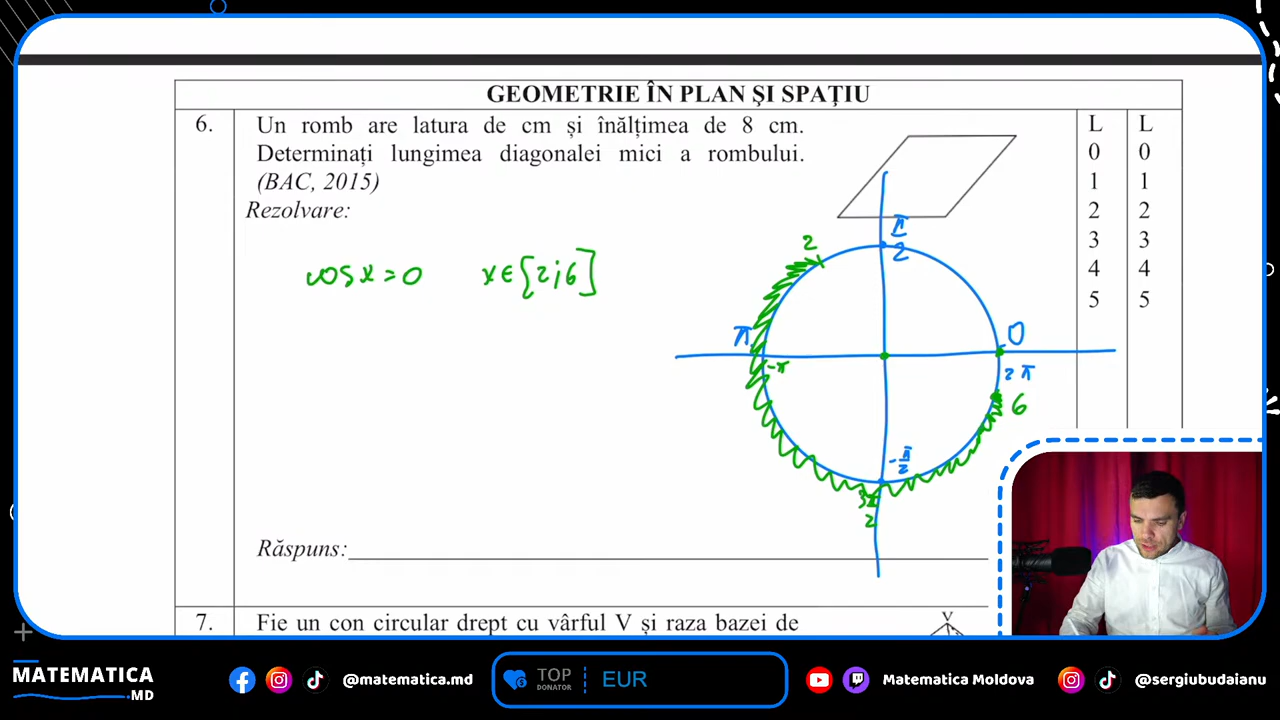 GEOMETRIE ÎN PLAN ŞI SPAŢIU
6.
Un romb are latura de cm și înălțimea de 8 cm.
Determinați lungimea diagonalei mici a rombului.
(BAC, 2015)
Rezolvare:
L
0
1
2
3
4
5
L
0
1
2
3
4
5
cos x = 0 x ∈ [2; 6]
2
π/2
π
-π
0
2π
6
-π/2
3π/2
Răspuns:
7.
Fie un con circular drept cu vârful V și raza bazei de
V
MATEMATICA
.MD
@matematica.md
TOP
DONATOR
EUR
Matematica Moldova
@sergiubudaianu